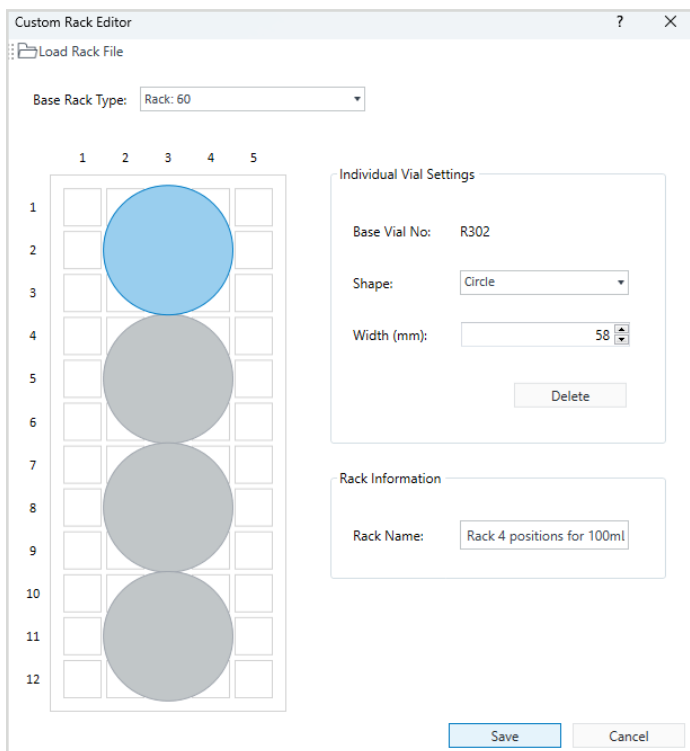 Custom Rack Editor ? ×
Load Rack File
Base Rack Type: Rack: 60
1 2 3 4 5
1
2
3
4
5
6
7
8
9
10
11
12
Individual Vial Settings
Base Vial No: R302
Shape: Circle
Width (mm): 58
Delete
Rack Information
Rack Name: Rack 4 positions for 100ml
Save Cancel